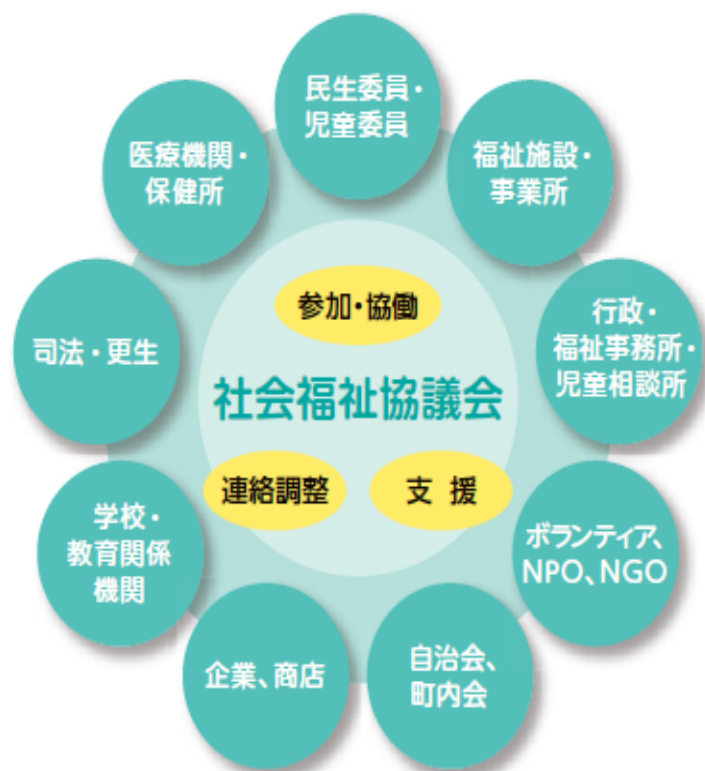 民生委員・
児童委員
福祉施設・
事業所
行政・
福祉事務所・
児童相談所
ボランティア、
NPO、NGO
自治会、
町内会
企業、商店
学校・
教育関係
機関
司法・更生
医療機関・
保健所
参加・協働
社会福祉協議会
連絡調整
支 援